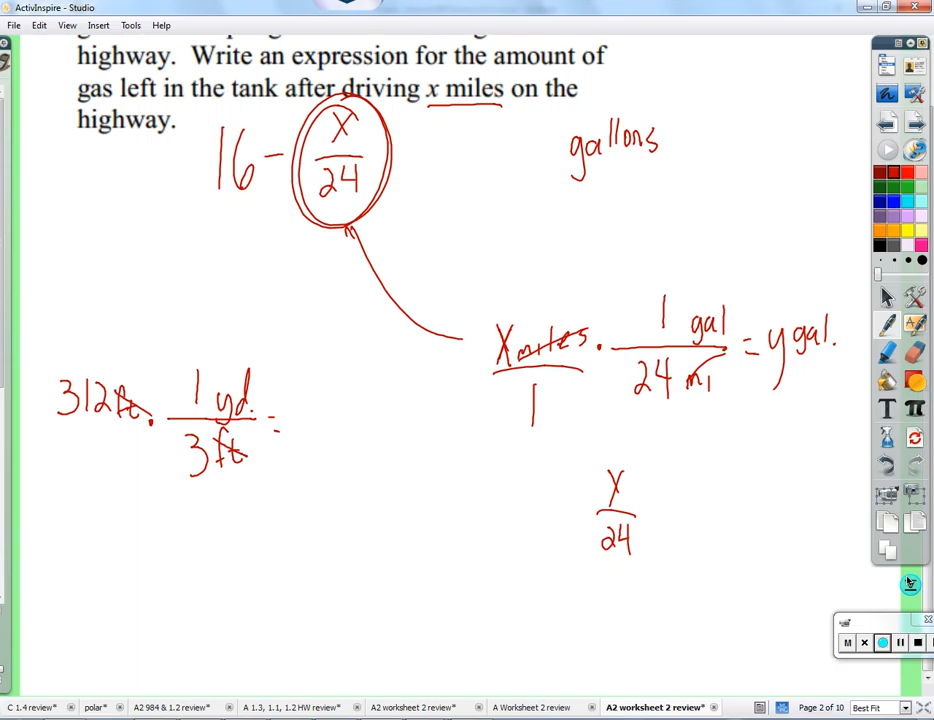 ActivInspire - Studio
File Edit View Insert Tools Help
highway. Write an expression for the amount of
gas left in the tank after driving x miles on the
highway.
16 - x/24
gallons
x miles/1 · 1 gal/24 mi = y gal.
312 ft. · 1 yd./3 ft =
x/24
M
C 1.4 review* polar* A2 984 & 1.2 review* A 1.3, 1.1, 1.2 HW review* A2 worksheet 2 review* A Worksheet 2 review A2 worksheet 2 review* Page 2 of 10 Best Fit